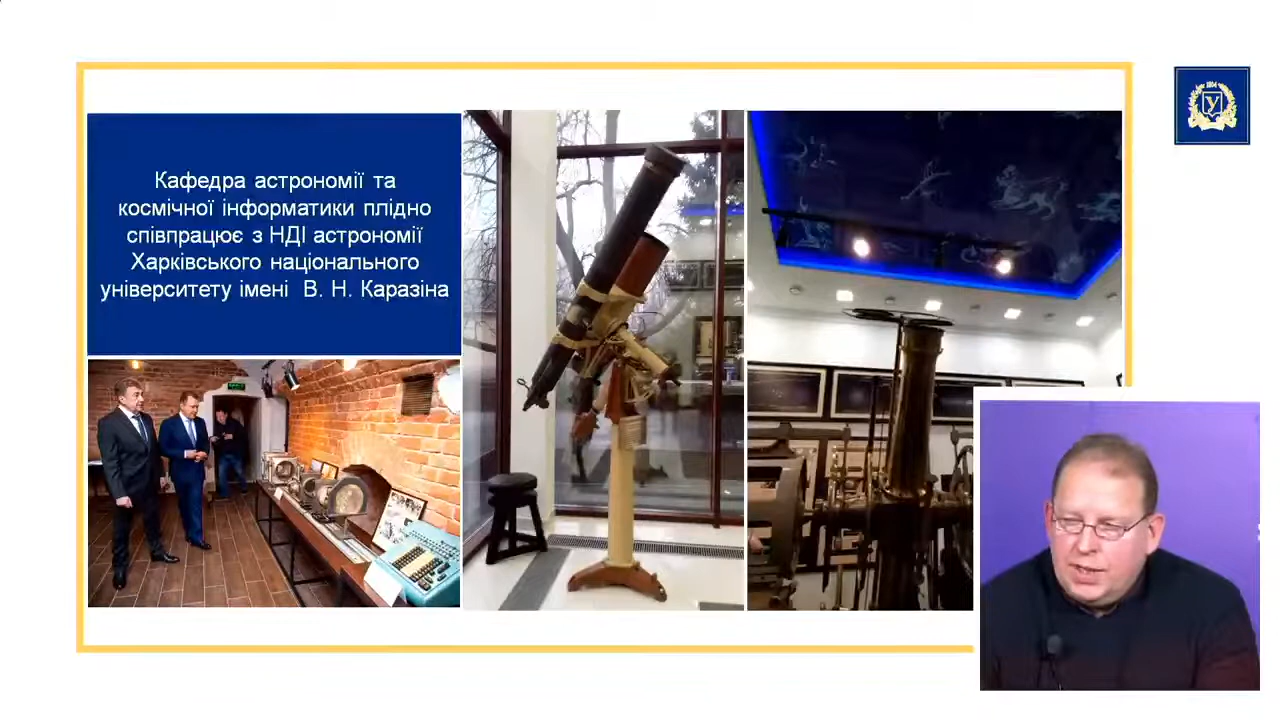 Кафедра астрономії та
космічної інформатики плідно
співпрацює з НДІ астрономії
Харківського національного
університету імені В. Н. Каразіна